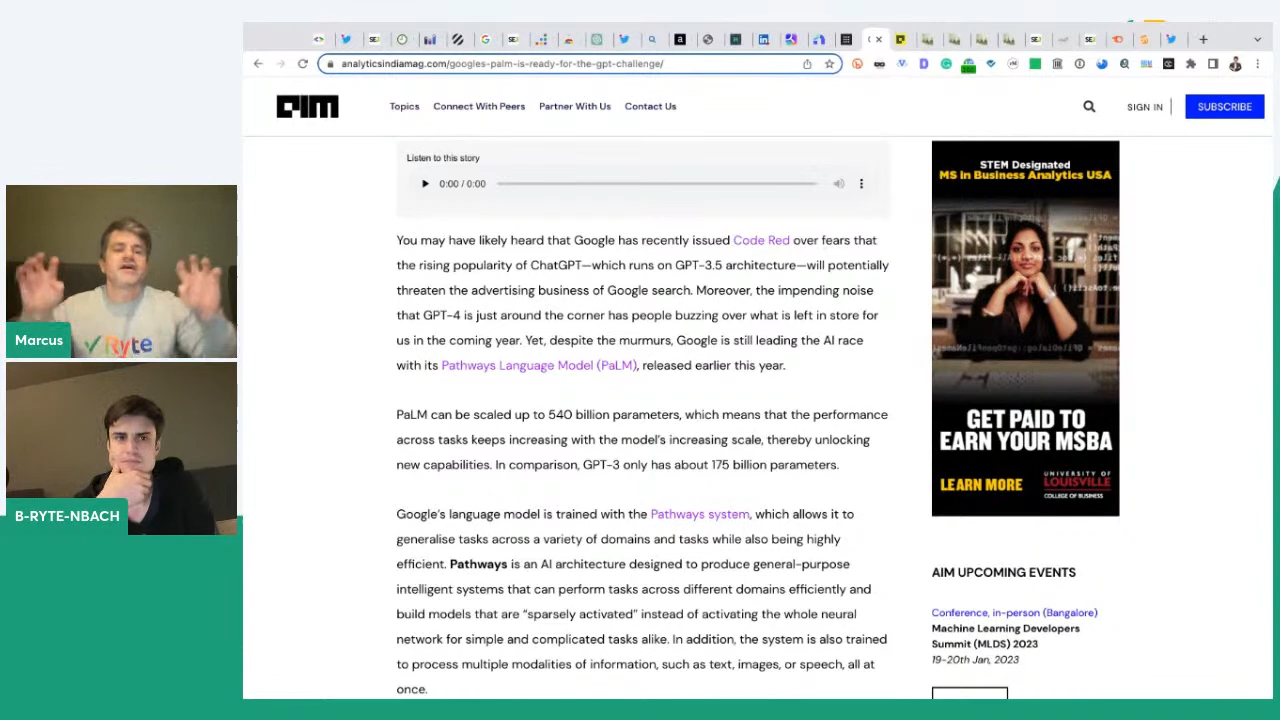 analyticsindiamag.com/googles-palm-is-ready-for-the-gpt-challenge/
AIM
Topics
Connect With Peers
Partner With Us
Contact Us
SIGN IN
SUBSCRIBE
Listen to this story
0:00 / 0:00
You may have likely heard that Google has recently issued Code Red over fears that
the rising popularity of ChatGPT—which runs on GPT-3.5 architecture—will potentially
threaten the advertising business of Google search. Moreover, the impending noise
that GPT-4 is just around the corner has people buzzing over what is left in store for
us in the coming year. Yet, despite the murmurs, Google is still leading the AI race
with its Pathways Language Model (PaLM), released earlier this year.
PaLM can be scaled up to 540 billion parameters, which means that the performance
across tasks keeps increasing with the model's increasing scale, thereby unlocking
new capabilities. In comparison, GPT-3 only has about 175 billion parameters.
Google's language model is trained with the Pathways system, which allows it to
generalise tasks across a variety of domains and tasks while also being highly
efficient. Pathways is an AI architecture designed to produce general-purpose
intelligent systems that can perform tasks across different domains efficiently and
build models that are “sparsely activated” instead of activating the whole neural
network for simple and complicated tasks alike. In addition, the system is also trained
to process multiple modalities of information, such as text, images, or speech, all at
once.
STEM Designated
MS in Business Analytics USA
GET PAID TO
EARN YOUR MSBA
LEARN MORE
UNIVERSITY OF
LOUISVILLE
COLLEGE OF BUSINESS
AIM UPCOMING EVENTS
Conference, in-person (Bangalore)
Machine Learning Developers
Summit (MLDS) 2023
19-20th Jan, 2023
Ryte
Marcus
B-RYTE-NBACH